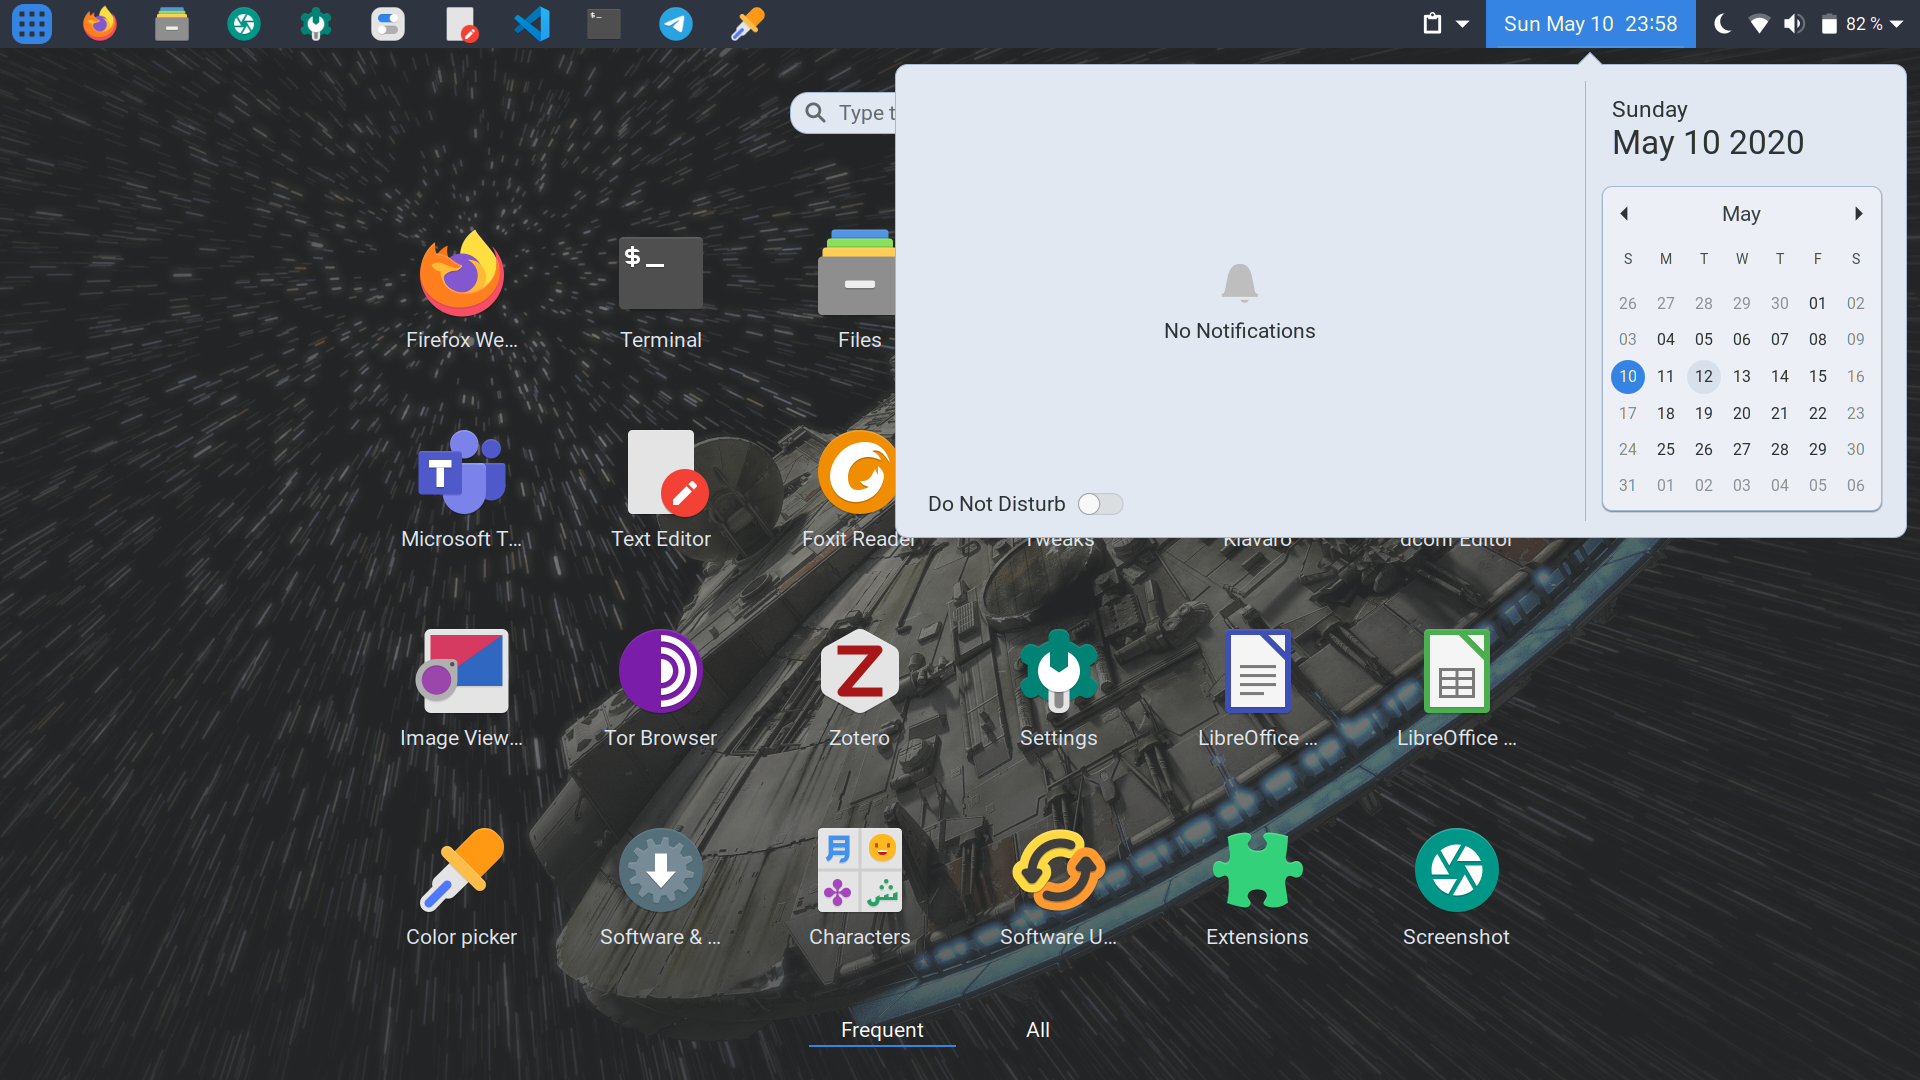 $_
Sun May 10 23:58
82 %
Type t
Sunday
May 10 2020
May
S M T W T F S
26 27 28 29 30 01 02
03 04 05 06 07 08 09
10 11 12 13 14 15 16
17 18 19 20 21 22 23
24 25 26 27 28 29 30
31 01 02 03 04 05 06
No Notifications
Do Not Disturb
$_
Firefox We...
Terminal
Files
T
Microsoft T...
Text Editor
Foxit Reader
Tweaks
Klavaro
dconf Editor
Z
Image View...
Tor Browser
Zotero
Settings
LibreOffice ...
LibreOffice ...
月
ش
Color picker
Software & ...
Characters
Software U...
Extensions
Screenshot
Frequent
All